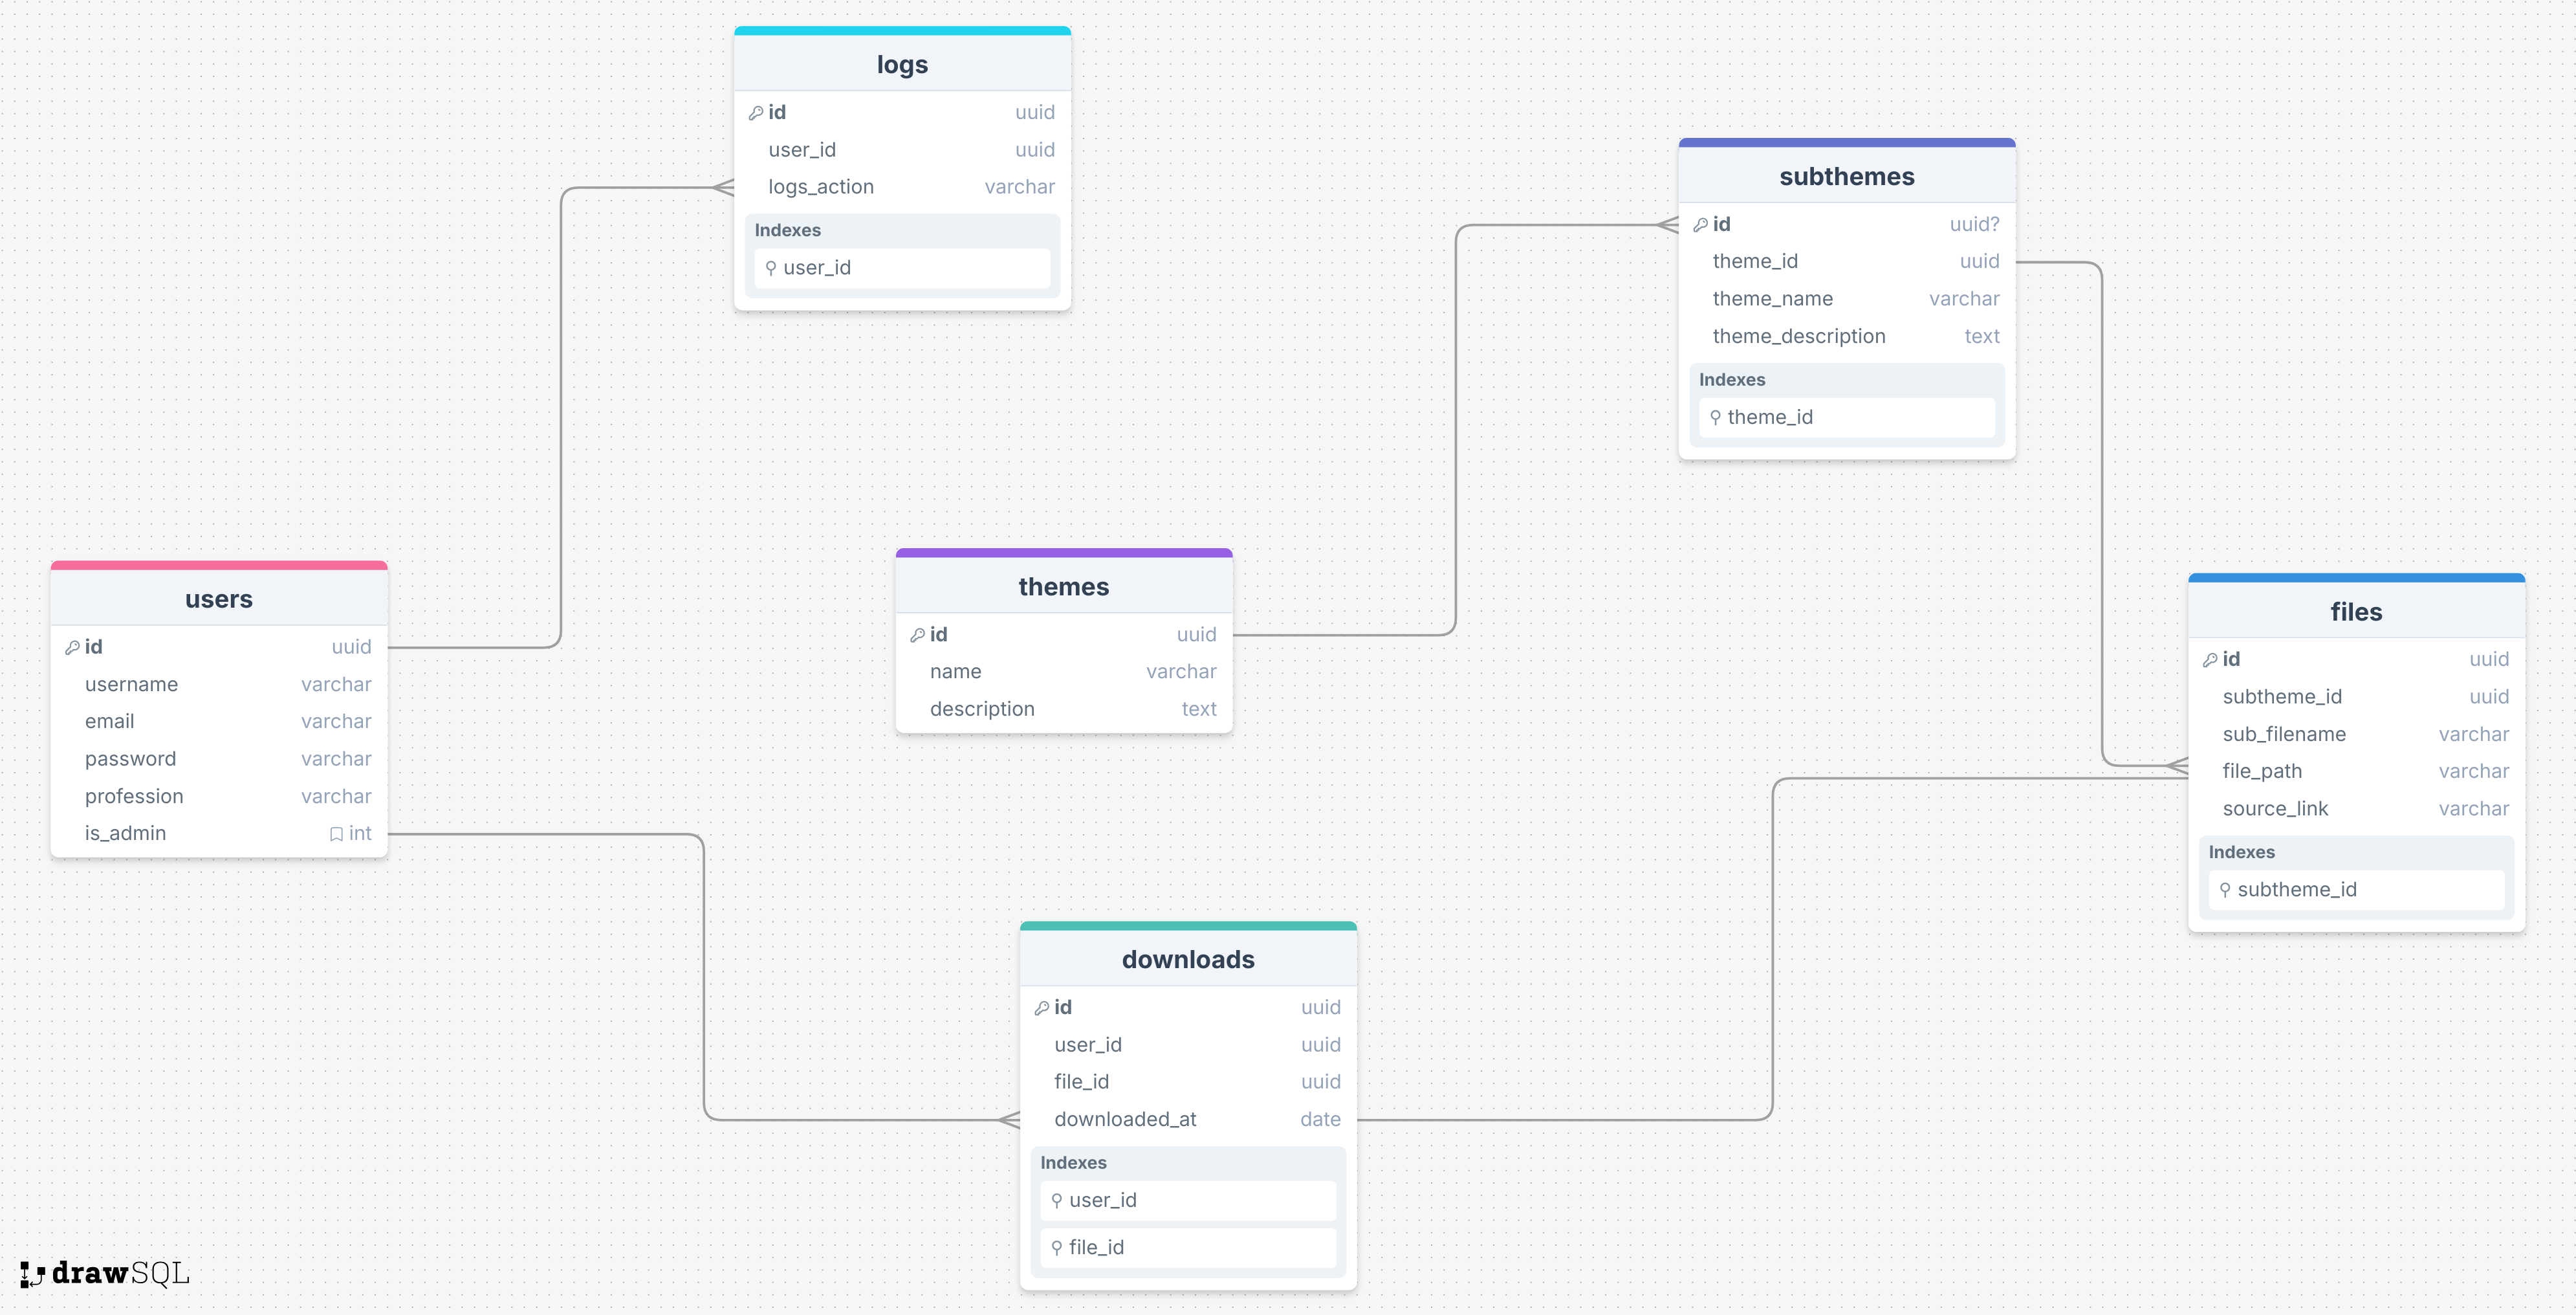 logs
id uuid
user_id uuid
logs_action varchar
Indexes
user_id
subthemes
id uuid?
theme_id uuid
theme_name varchar
theme_description text
Indexes
theme_id
users
id uuid
username varchar
email varchar
password varchar
profession varchar
is_admin int
themes
id uuid
name varchar
description text
files
id uuid
subtheme_id uuid
sub_filename varchar
file_path varchar
source_link varchar
Indexes
subtheme_id
downloads
id uuid
user_id uuid
file_id uuid
downloaded_at date
Indexes
user_id
file_id
drawSQL